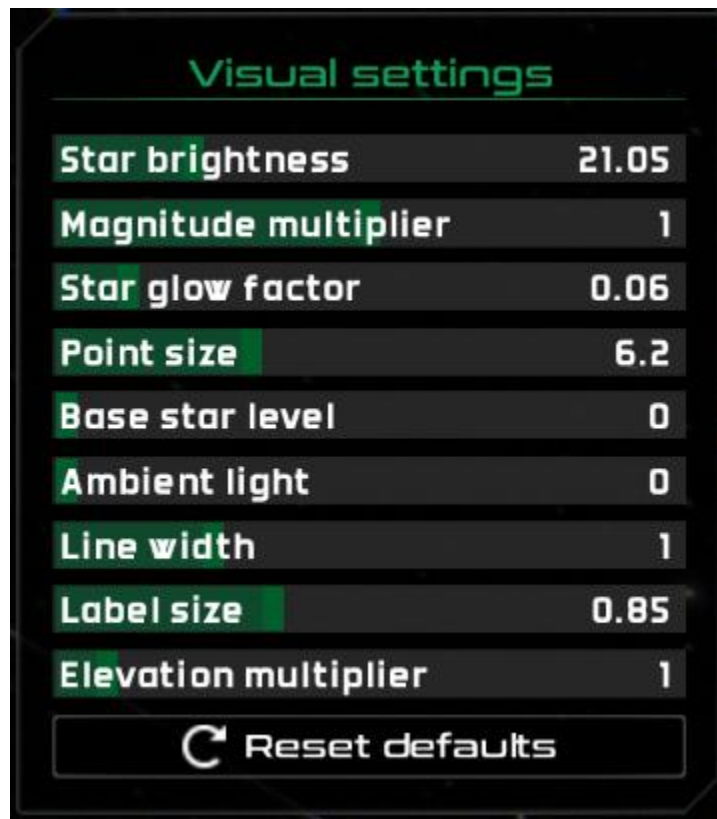 Visual settings
Star brightness 21.05
Magnitude multiplier 1
Star glow factor 0.06
Point size 6.2
Base star level 0
Ambient light 0
Line width 1
Label size 0.85
Elevation multiplier 1
Reset defaults